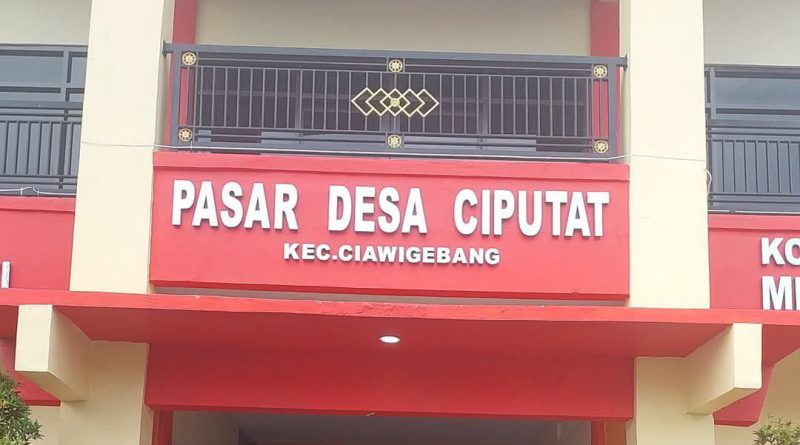 PASAR DESA CIPUTAT
KEC.CIAWIGEBANG